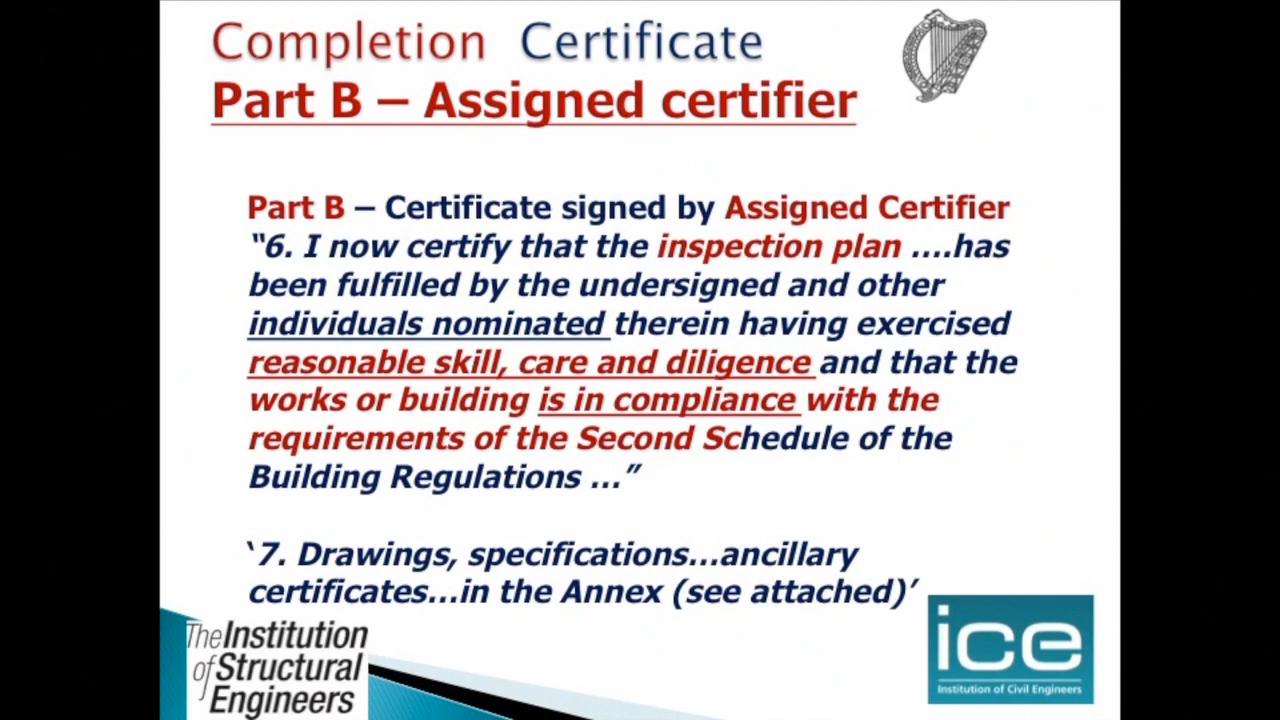 Completion Certificate
Part B – Assigned certifier
Part B – Certificate signed by Assigned Certifier
“6. I now certify that the inspection plan ....has
been fulfilled by the undersigned and other
individuals nominated therein having exercised
reasonable skill, care and diligence and that the
works or building is in compliance with the
requirements of the Second Schedule of the
Building Regulations ...”
‘7. Drawings, specifications...ancillary
certificates...in the Annex (see attached)’
The Institution
of Structural
Engineers
ice
Institution of Civil Engineers